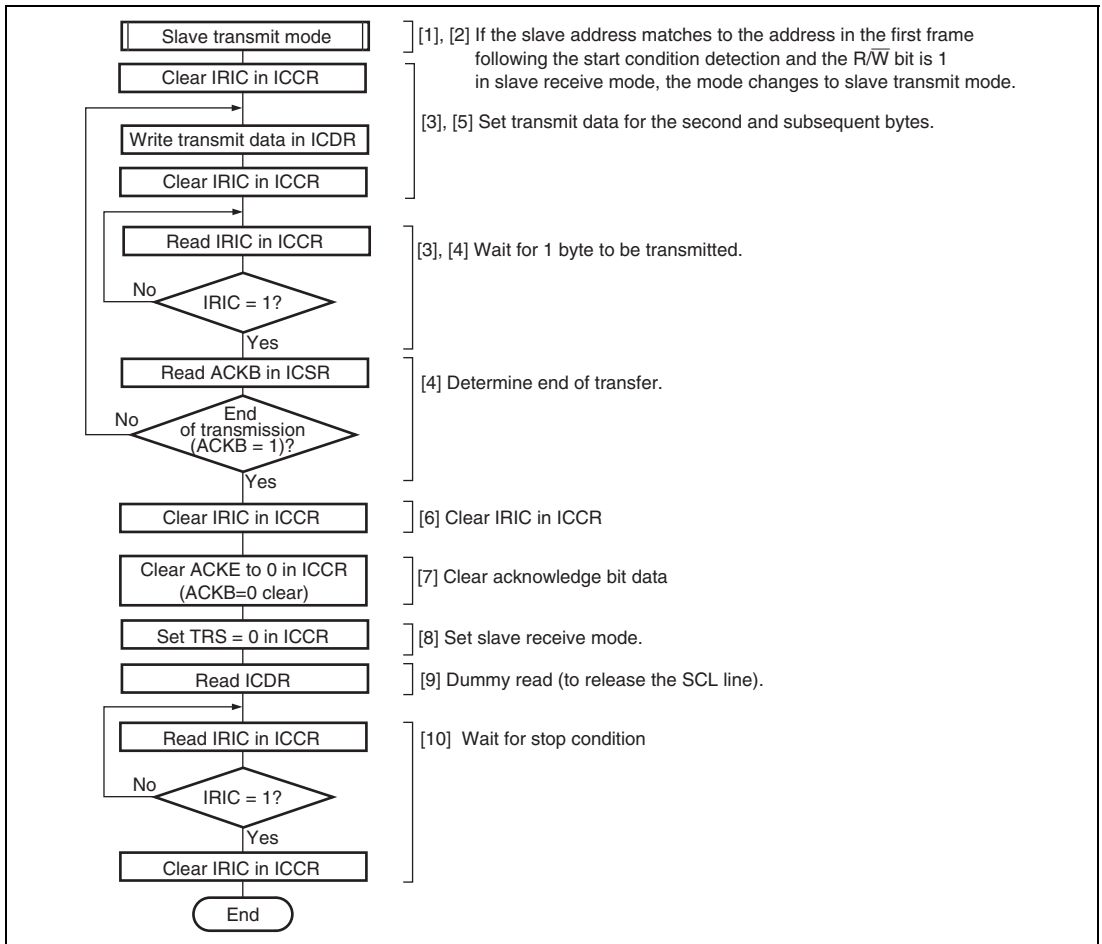 Slave transmit mode
[1], [2] If the slave address matches to the address in the first frame
following the start condition detection and the R/W̅ bit is 1
in slave receive mode, the mode changes to slave transmit mode.
Clear IRIC in ICCR
[3], [5] Set transmit data for the second and subsequent bytes.
Write transmit data in ICDR
Clear IRIC in ICCR
Read IRIC in ICCR
[3], [4] Wait for 1 byte to be transmitted.
No
IRIC = 1?
Yes
Read ACKB in ICSR
[4] Determine end of transfer.
No
End
of transmission
(ACKB = 1)?
Yes
Clear IRIC in ICCR
[6] Clear IRIC in ICCR
Clear ACKE to 0 in ICCR
(ACKB=0 clear)
[7] Clear acknowledge bit data
Set TRS = 0 in ICCR
[8] Set slave receive mode.
Read ICDR
[9] Dummy read (to release the SCL line).
Read IRIC in ICCR
[10] Wait for stop condition
No
IRIC = 1?
Yes
Clear IRIC in ICCR
End